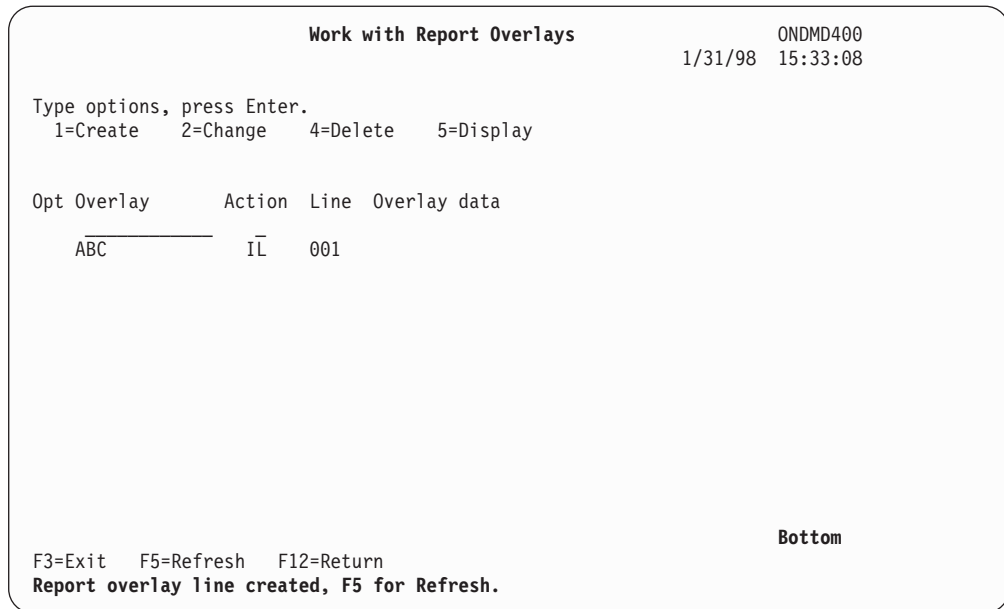 Work with Report Overlays ONDMD400
1/31/98 15:33:08
Type options, press Enter.
1=Create 2=Change 4=Delete 5=Display
Opt Overlay Action Line Overlay data
____________ _
ABC IL 001
Bottom
F3=Exit F5=Refresh F12=Return
Report overlay line created, F5 for Refresh.